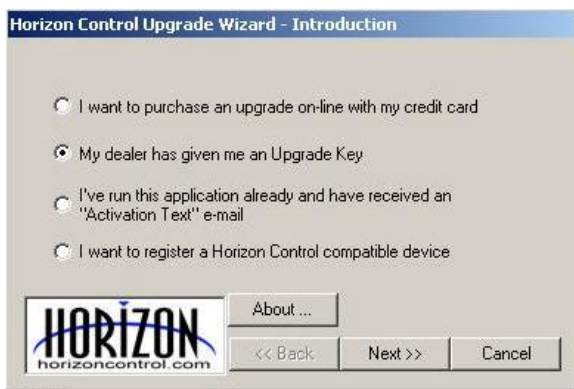 Horizon Control Upgrade Wizard - Introduction
I want to purchase an upgrade on-line with my credit card
My dealer has given me an Upgrade Key
I've run this application already and have received an
"Activation Text" e-mail
I want to register a Horizon Control compatible device
HORIZON
horizoncontrol.com
About ...
<< Back
Next >>
Cancel